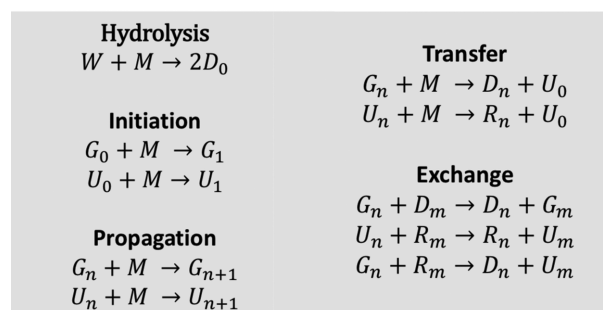 Hydrolysis
W + M → 2D₀
Initiation
G₀ + M → G₁
U₀ + M → U₁
Propagation
Gₙ + M → Gₙ₊₁
Uₙ + M → Uₙ₊₁
Transfer
Gₙ + M → Dₙ + U₀
Uₙ + M → Rₙ + U₀
Exchange
Gₙ + Dₘ → Dₙ + Gₘ
Uₙ + Rₘ → Rₙ + Uₘ
Gₙ + Rₘ → Dₙ + Uₘ